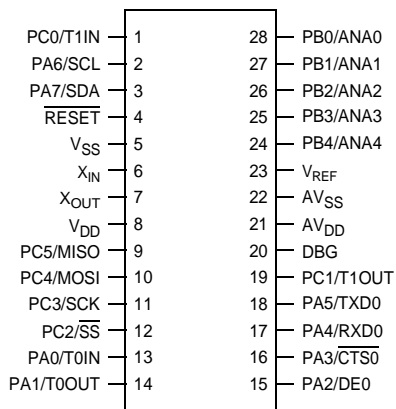 PC0/T1IN 1 28 PB0/ANA0
PA6/SCL 2 27 PB1/ANA1
PA7/SDA 3 26 PB2/ANA2
RESET 4 25 PB3/ANA3
VSS 5 24 PB4/ANA4
XIN 6 23 VREF
XOUT 7 22 AVSS
VDD 8 21 AVDD
PC5/MISO 9 20 DBG
PC4/MOSI 10 19 PC1/T1OUT
PC3/SCK 11 18 PA5/TXD0
PC2/SS 12 17 PA4/RXD0
PA0/T0IN 13 16 PA3/CTS0
PA1/T0OUT 14 15 PA2/DE0